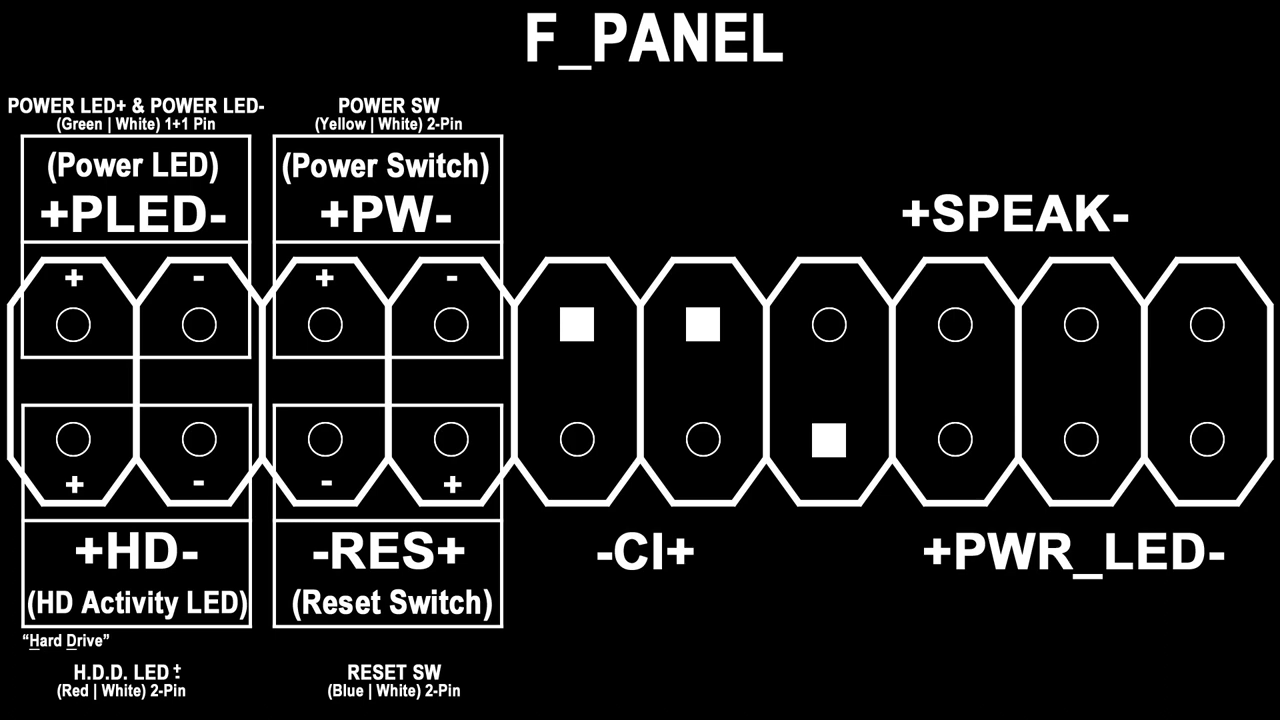 F_PANEL
POWER LED+ & POWER LED-
(Green | White) 1+1 Pin
POWER SW
(Yellow | White) 2-Pin
(Power LED)
+PLED-
(Power Switch)
+PW-
+SPEAK-
+ - + -
+ - - +
+HD-
(HD Activity LED)
-RES+
(Reset Switch)
-CI+
+PWR_LED-
“Hard Drive”
H.D.D. LED ±
(Red | White) 2-Pin
RESET SW
(Blue | White) 2-Pin